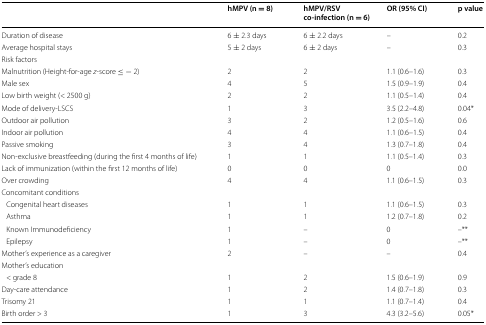 hMPV (n = 8) hMPV/RSV co-infection (n = 6) OR (95% CI) p value
Duration of disease 6 ± 2.3 days 6 ± 2.2 days – 0.2
Average hospital stays 5 ± 2 days 6 ± 2 days – 0.3
Risk factors
Malnutrition (Height-for-age z-score ≤ − 2) 2 2 1.1 (0.6–1.6) 0.3
Male sex 4 5 1.5 (0.9–1.9) 0.4
Low birth weight (< 2500 g) 2 2 1.1 (0.5–1.4) 0.4
Mode of delivery-LSCS 1 3 3.5 (2.2–4.8) 0.04*
Outdoor air pollution 3 2 1.2 (0.5–1.6) 0.6
Indoor air pollution 4 4 1.1 (0.6–1.5) 0.4
Passive smoking 3 4 1.3 (0.7–1.8) 0.4
Non-exclusive breastfeeding (during the first 4 months of life) 1 1 1.1 (0.5–1.4) 0.3
Lack of immunization (within the first 12 months of life) 0 0 0 0.0
Over crowding 4 4 1.1 (0.6–1.5) 0.3
Concomitant conditions
Congenital heart diseases 1 1 1.1 (0.6–1.5) 0.3
Asthma 1 1 1.2 (0.7–1.8) 0.2
Known Immunodeficiency 1 – 0 –**
Epilepsy 1 – 0 –**
Mother's experience as a caregiver 2 – – 0.4
Mother's education
< grade 8 1 2 1.5 (0.6–1.9) 0.9
Day-care attendance 1 2 1.4 (0.7–1.8) 0.3
Trisomy 21 1 1 1.1 (0.7–1.4) 0.4
Birth order > 3 1 3 4.3 (3.2–5.6) 0.05*